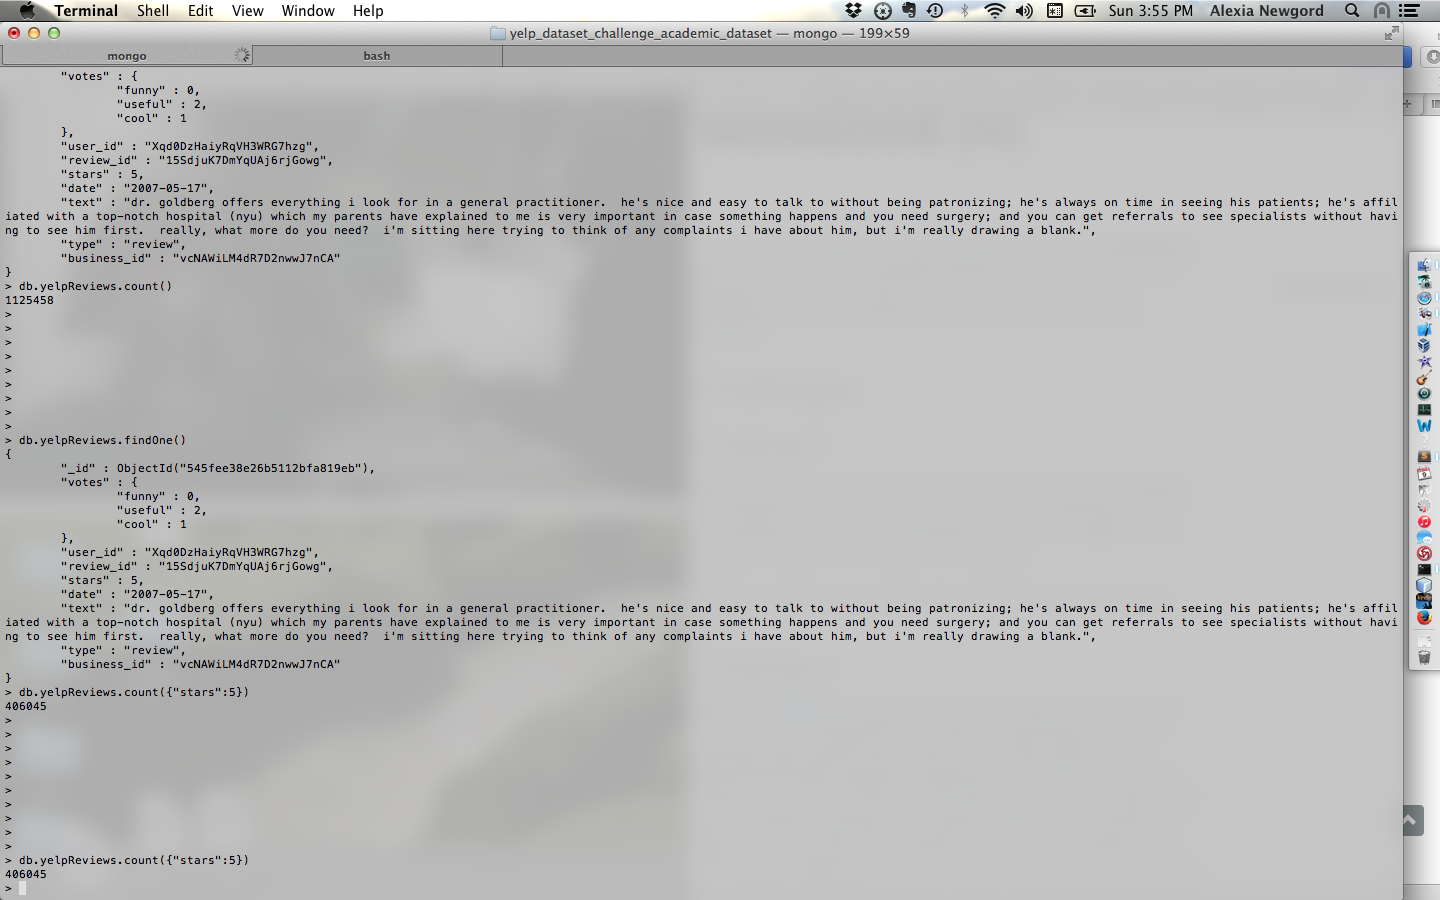 Terminal Shell Edit View Window Help Sun 3:55 PM Alexia Newgord
yelp_dataset_challenge_academic_dataset — mongo — 199×59
mongo bash
"votes" : {
"funny" : 0,
"useful" : 2,
"cool" : 1
},
"user_id" : "Xqd0DzHaiyRqVH3WRG7hzg",
"review_id" : "15SdjuK7DmYqUAj6rjGowg",
"stars" : 5,
"date" : "2007-05-17",
"text" : "dr. goldberg offers everything i look for in a general practitioner.  he's nice and easy to talk to without being patronizing; he's always on time in seeing his patients; he's affil
iated with a top-notch hospital (nyu) which my parents have explained to me is very important in case something happens and you need surgery; and you can get referrals to see specialists without havi
ng to see him first.  really, what more do you need?  i'm sitting here trying to think of any complaints i have about him, but i'm really drawing a blank.",
"type" : "review",
"business_id" : "vcNAWiLM4dR7D2nwwJ7nCA"
}
> db.yelpReviews.count()
1125458
>
>
>
>
>
>
>
>
>
> db.yelpReviews.findOne()
{
"_id" : ObjectId("545fee38e26b5112bfa819eb"),
"votes" : {
"funny" : 0,
"useful" : 2,
"cool" : 1
},
"user_id" : "Xqd0DzHaiyRqVH3WRG7hzg",
"review_id" : "15SdjuK7DmYqUAj6rjGowg",
"stars" : 5,
"date" : "2007-05-17",
"text" : "dr. goldberg offers everything i look for in a general practitioner.  he's nice and easy to talk to without being patronizing; he's always on time in seeing his patients; he's affil
iated with a top-notch hospital (nyu) which my parents have explained to me is very important in case something happens and you need surgery; and you can get referrals to see specialists without havi
ng to see him first.  really, what more do you need?  i'm sitting here trying to think of any complaints i have about him, but i'm really drawing a blank.",
"type" : "review",
"business_id" : "vcNAWiLM4dR7D2nwwJ7nCA"
}
> db.yelpReviews.count({"stars":5})
406045
>
>
>
>
>
>
>
>
>
>
> db.yelpReviews.count({"stars":5})
406045
>